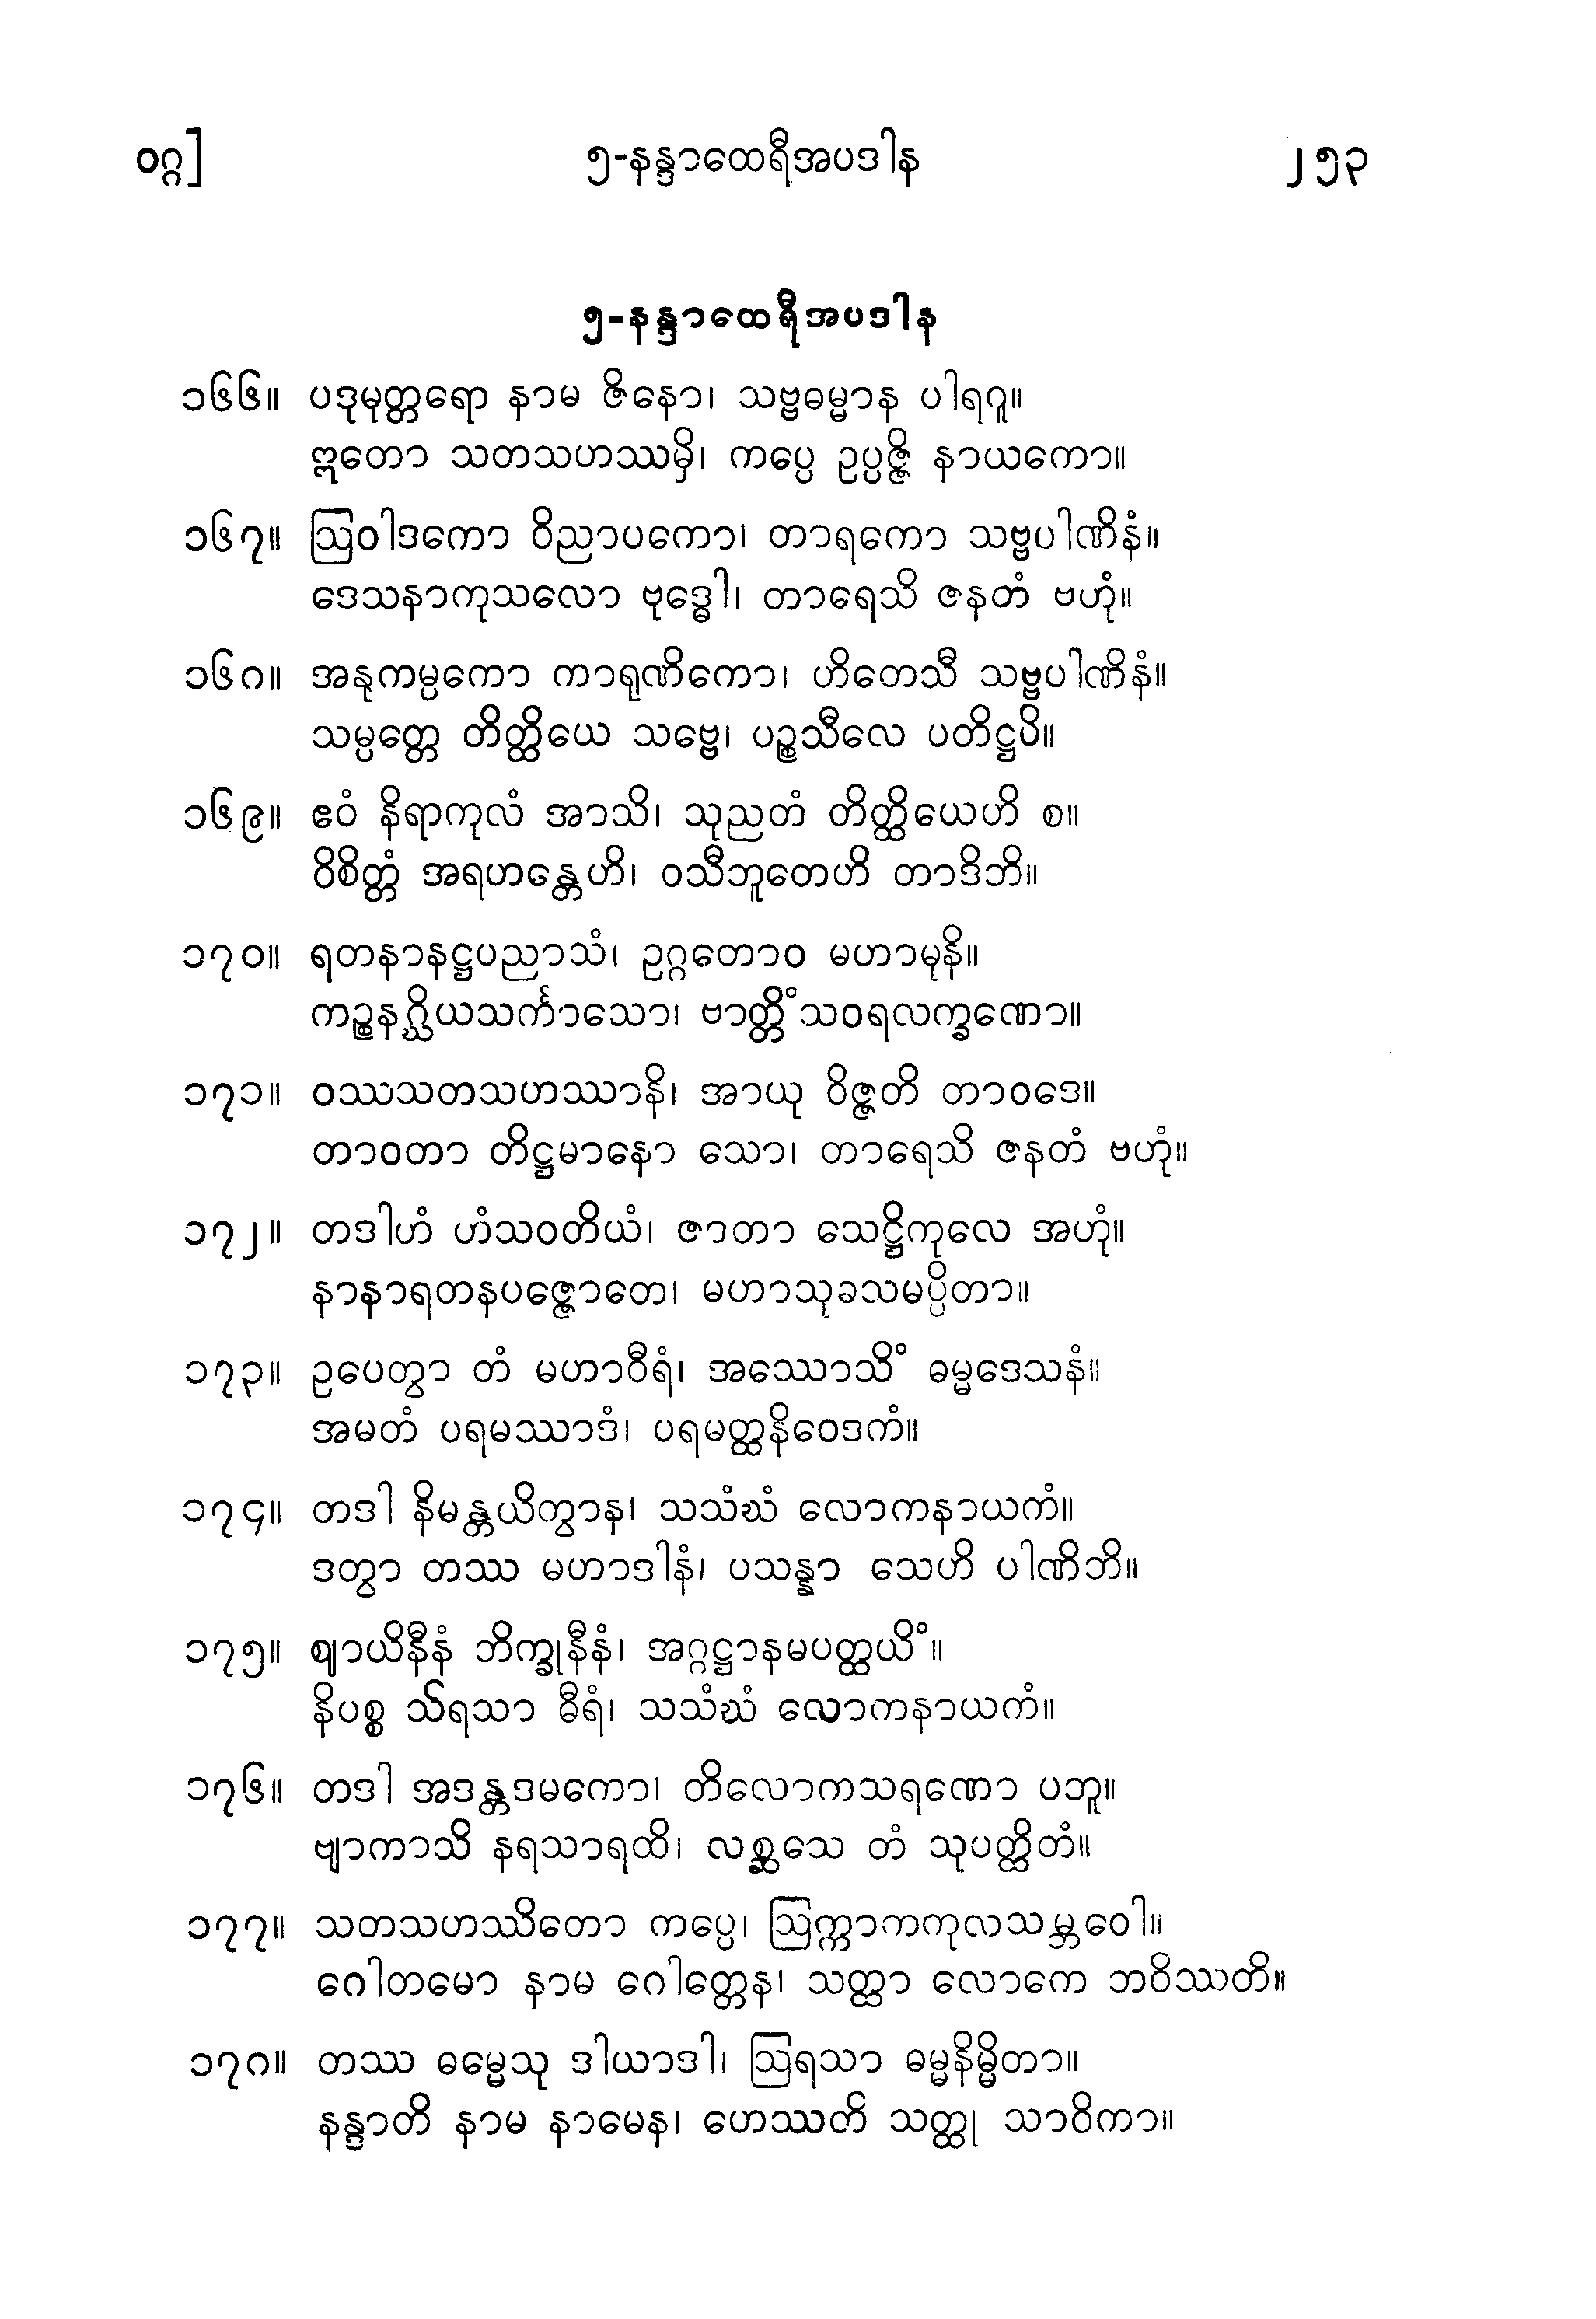 ဝဂ္ဂ]
၅-နန္ဒာထေရီအပဒါန
၂၅၃
၅-နန္ဒာထေရီအပဒါန
၁၆၆။ ပဒုမုတ္တရော နာမ ဇိနော၊ သဗ္ဗဓမ္မာန ပါရဂူ။
ဣတော သတသဟဿမှိ၊ ကပ္ပေ ဥပ္ပဇ္ဇိ နာယကော။
၁၆၇။ ဩဝါဒကော ဝိညာပကော၊ တာရကော သဗ္ဗပါဏိနံ။
ဒေသနာကုသလော ဗုဒ္ဓေါ၊ တာရေသိ ဇနတံ ဗဟုံ။
၁၆၈။ အနုကမ္ပကော ကာရုဏိကော၊ ဟိတေသီ သဗ္ဗပါဏိနံ။
သမ္ပတ္တေ တိတ္ထိယေ သဗ္ဗေ၊ ပဉ္စသီလေ ပတိဋ္ဌပိ။
၁၆၉။ ဧဝံ နိရာကုလံ အာသိ၊ သုညတံ တိတ္ထိယေဟိ စ။
ဝိစိတ္တံ အရဟန္တေဟိ၊ ဝသီဘူတေဟိ တာဒိဘိ။
၁၇၀။ ရတနာနဋ္ဌပညာသံ၊ ဥဂ္ဂတောဝ မဟာမုနိ။
ကဉ္စနဂ္ဃိယသင်္ကာသော၊ ဗာတ္တိံသဝရလက္ခဏော။
၁၇၁။ ဝဿသတသဟဿာနိ၊ အာယု ဝိဇ္ဇတိ တာဝဒေ။
တာဝတာ တိဋ္ဌမာနော သော၊ တာရေသိ ဇနတံ ဗဟုံ။
၁၇၂။ တဒါဟံ ဟံသဝတိယံ၊ ဇာတာ သေဋ္ဌိကုလေ အဟုံ။
နာနာရတနပဇ္ဇောတေ၊ မဟာသုခသမပ္ပိတာ။
၁၇၃။ ဥပေတွာ တံ မဟာဝီရံ၊ အဿောသိံ ဓမ္မဒေသနံ။
အမတံ ပရမဿာဒံ၊ ပရမတ္ထနိဝေဒကံ။
၁၇၄။ တဒါ နိမန္တယိတွာန၊ သသံဃံ လောကနာယကံ။
ဒတွာ တဿ မဟာဒါနံ၊ ပသန္နာ သေဟိ ပါဏိဘိ။
၁၇၅။ ဈာယိနီနံ ဘိက္ခုနီနံ၊ အဂ္ဂဋ္ဌာနမပတ္ထယိံ။
နိပစ္စ သိရသာ ဓီရံ၊ သသံဃံ လောကနာယကံ။
၁၇၆။ တဒါ အဒန္တဒမကော၊ တိလောကသရဏော ပဘူ။
ဗျာကာသိ နရသာရထိ၊ လစ္ဆသေ တံ သုပတ္ထိတံ။
၁၇၇။ သတသဟဿိတော ကပ္ပေ၊ ဩက္ကာကကုလသမ္ဘဝေါ။
ဂေါတမော နာမ ဂေါတ္တေန၊ သတ္ထာ လောကေ ဘဝိဿတိ။
၁၇၈။ တဿ ဓမ္မေသု ဒါယာဒါ၊ ဩရသာ ဓမ္မနိမ္မိတာ။
နန္ဒာတိ နာမ နာမေန၊ ဟေဿတိ သတ္ထု သာဝိကာ။